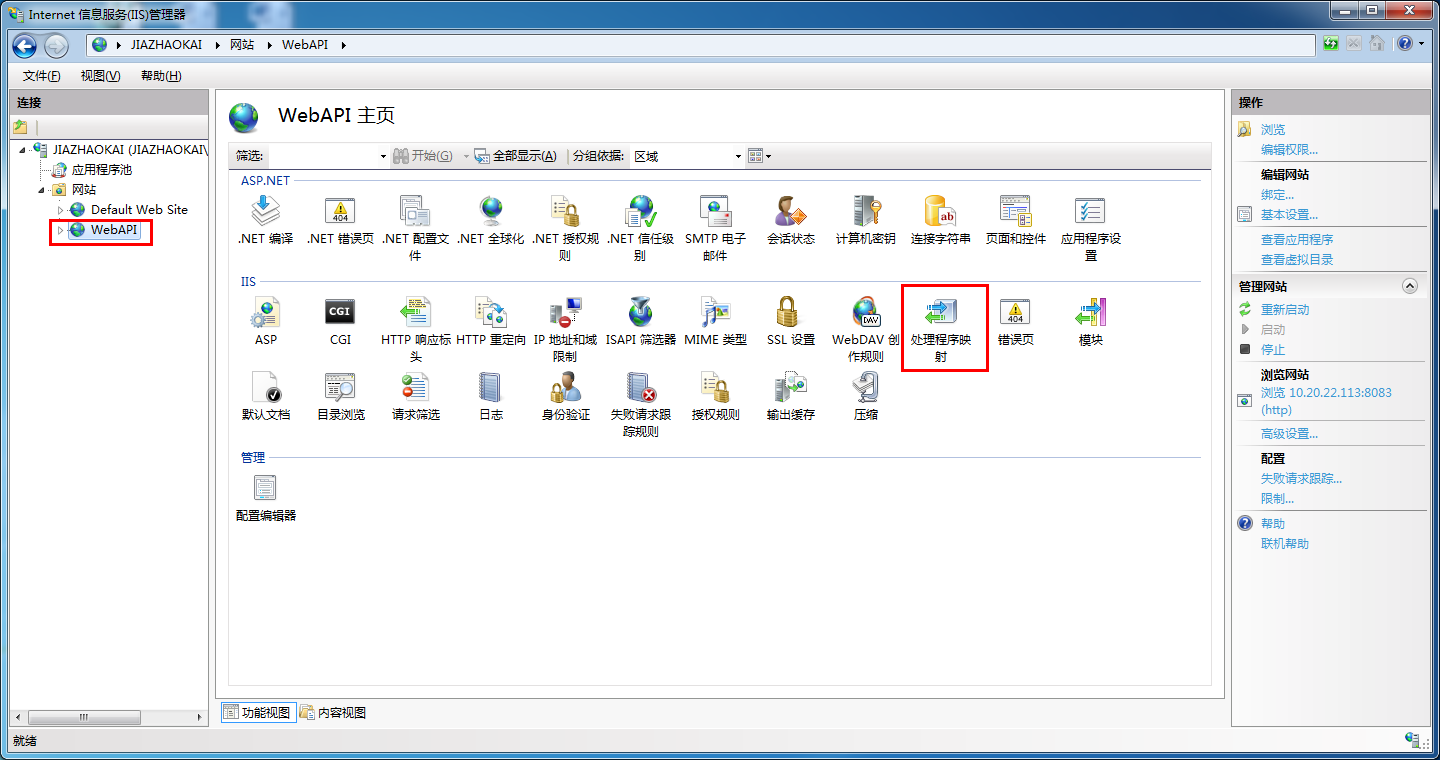 Internet 信息服务(IIS)管理器
JIAZHAOKAI 网站 WebAPI
文件(F) 视图(V) 帮助(H)
连接
JIAZHAOKAI (JIAZHAOKAI\
应用程序池
网站
Default Web Site
WebAPI
WebAPI 主页
筛选: 开始(G) 全部显示(A) 分组依据: 区域
ASP.NET
.NET 编译 .NET 错误页 .NET 配置文 .NET 全球化 .NET 授权规 .NET 信任级 SMTP 电子 会话状态 计算机密钥 连接字符串 页面和控件 应用程序设
件 则 别 邮件 置
IIS
ASP CGI HTTP 响应标 HTTP 重定向 IP 地址和域 ISAPI 筛选器 MIME 类型 SSL 设置 WebDAV 创 处理程序映 错误页 模块
头 限制 作规则 射
默认文档 目录浏览 请求筛选 日志 身份验证 失败请求跟 授权规则 输出缓存 压缩
踪规则
管理
配置编辑器
功能视图 内容视图
操作
浏览
编辑权限...
编辑网站
绑定...
基本设置...
查看应用程序
查看虚拟目录
管理网站
重新启动
启动
停止
浏览网站
浏览 10.20.22.113:8083
(http)
高级设置...
配置
失败请求跟踪...
限制...
帮助
联机帮助
就绪